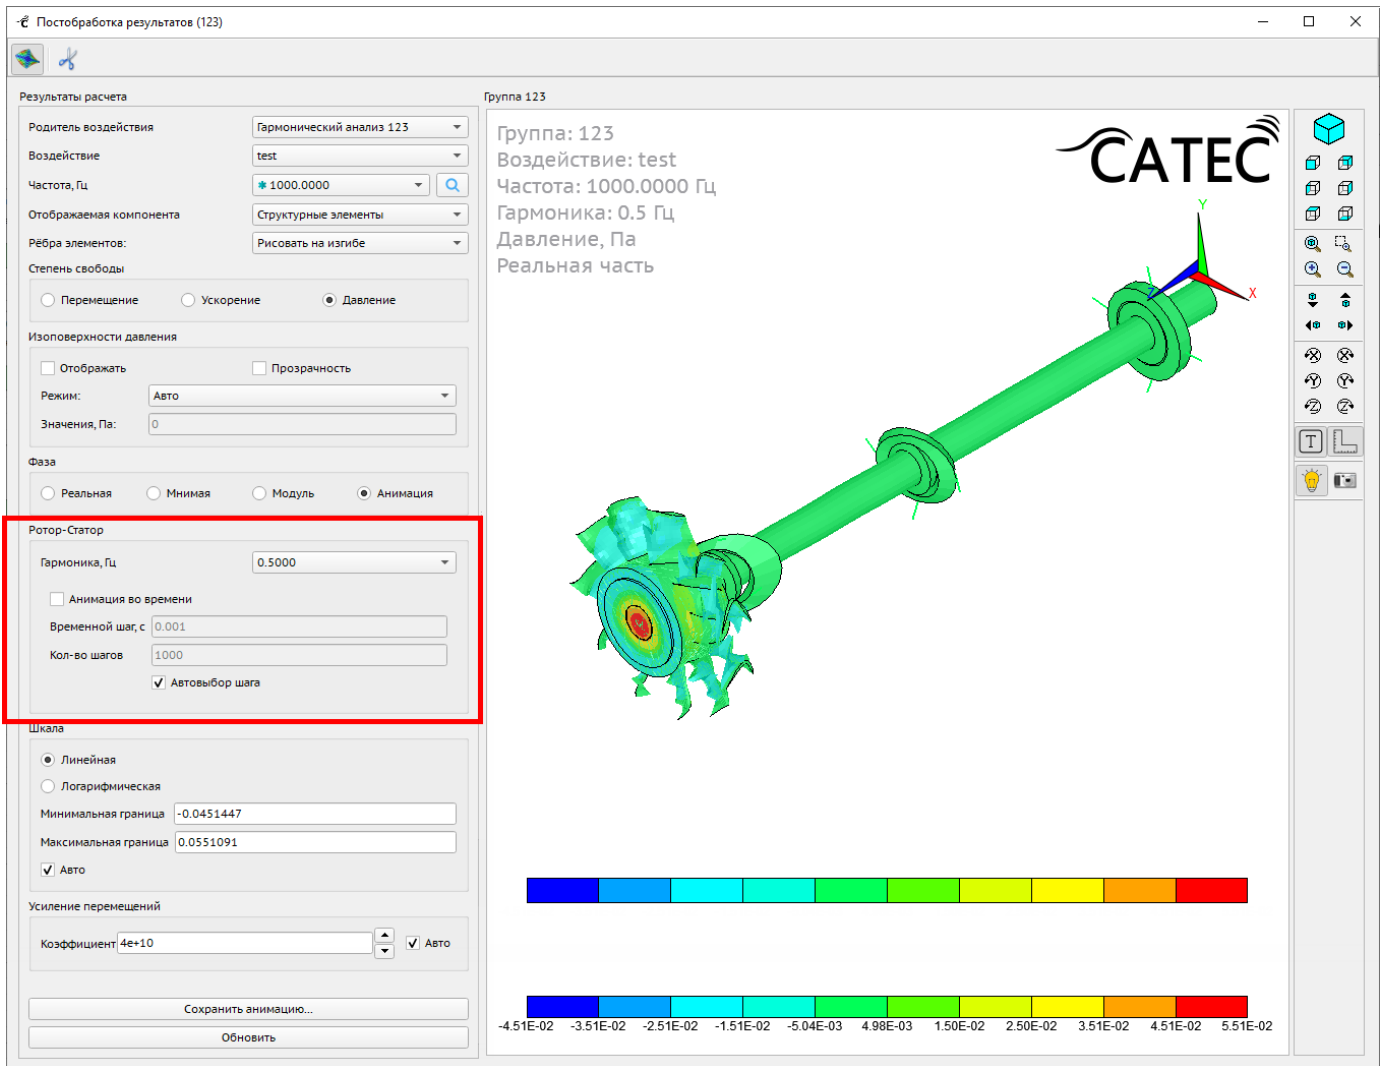 Постобработка результатов (123)
Результаты расчета
Родитель воздействия
Гармонический анализ 123
Воздействие
test
Частота, Гц
✱ 1000.0000
Отображаемая компонента
Структурные элементы
Рёбра элементов:
Рисовать на изгибе
Степень свободы
Перемещение
Ускорение
Давление
Изоповерхности давления
Отображать
Прозрачность
Режим:
Авто
Значения, Па:
0
Фаза
Реальная
Мнимая
Модуль
Анимация
Ротор-Статор
Гармоника, Гц
0.5000
Анимация во времени
Временной шаг, с
0.001
Кол-во шагов
1000
Автовыбор шага
Шкала
Линейная
Логарифмическая
Минимальная граница
-0.0451447
Максимальная граница
0.0551091
Авто
Усиление перемещений
Коэффициент
4e+10
Авто
Сохранить анимацию...
Обновить
Группа 123
Группа: 123
Воздействие: test
Частота: 1000.0000 Гц
Гармоника: 0.5 Гц
Давление, Па
Реальная часть
CATEC
Y
Z
X
-4.51E-02 -3.51E-02 -2.51E-02 -1.51E-02 -5.04E-03 4.98E-03 1.50E-02 2.50E-02 3.51E-02 4.51E-02 5.51E-02
X X
Y Y
Z Z
T